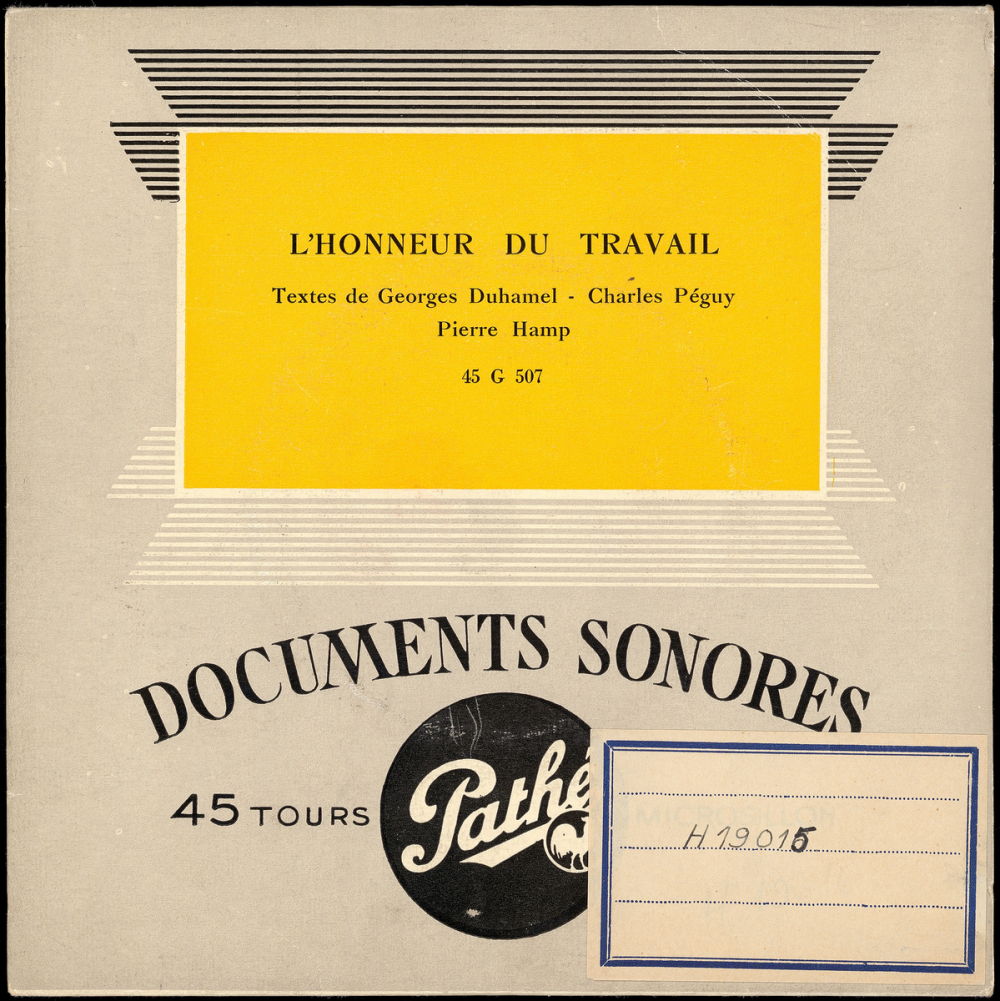 L'HONNEUR DU TRAVAIL
Textes de Georges Duhamel - Charles Péguy
Pierre Hamp
45 G 507
DOCUMENTS SONORES
45 TOURS
Pathé
MICROSILLON
H 19015